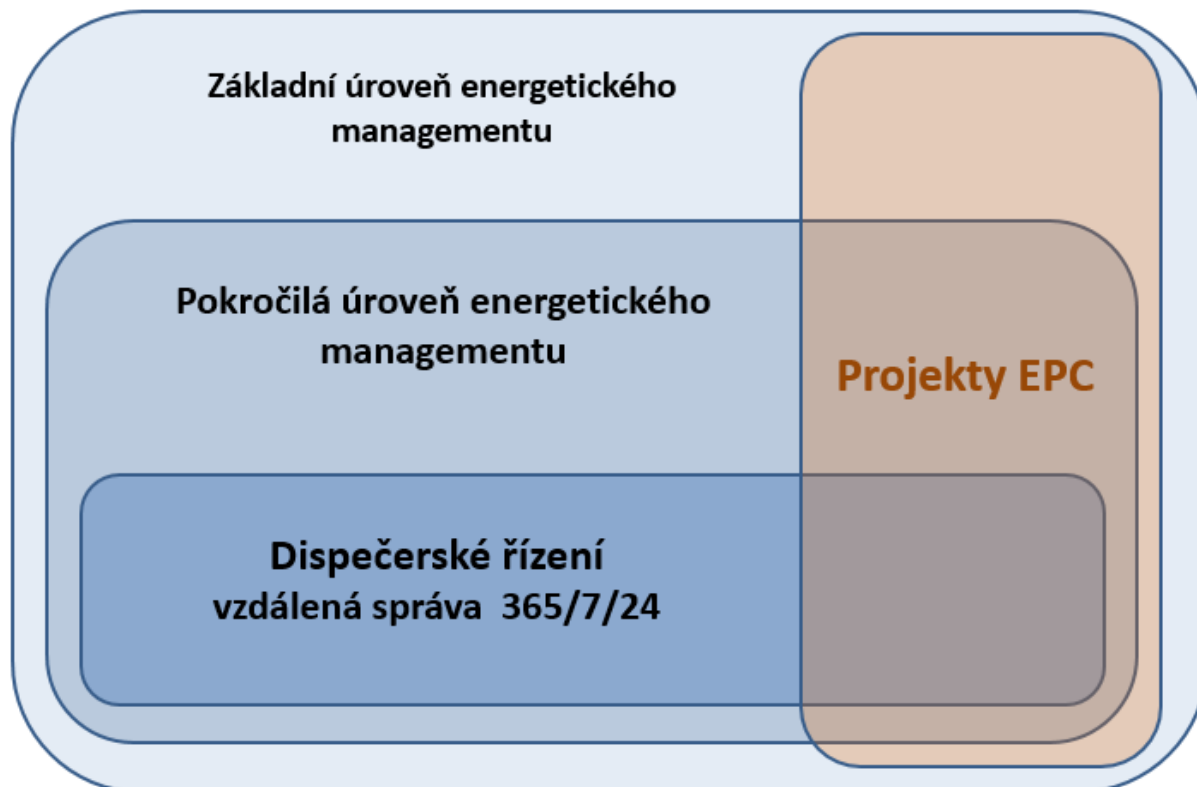 Základní úroveň energetického
managementu
Pokročilá úroveň energetického
managementu
Projekty EPC
Dispečerské řízení
vzdálená správa  365/7/24